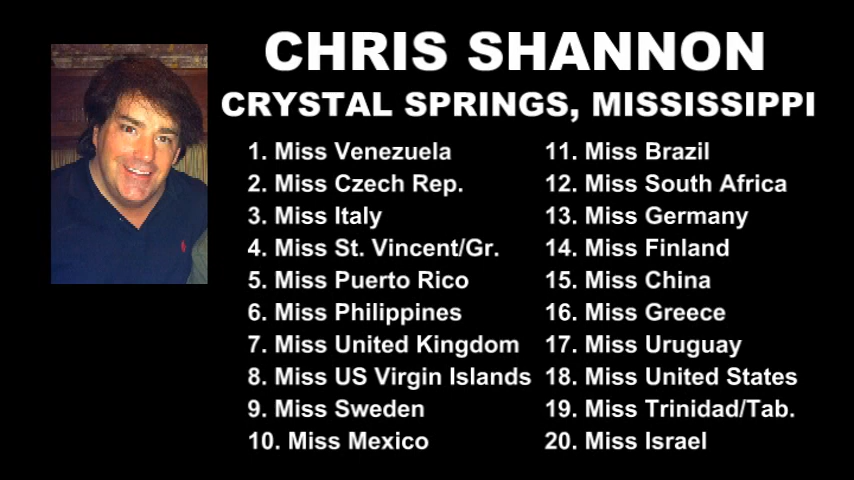 CHRIS SHANNON
CRYSTAL SPRINGS, MISSISSIPPI
1. Miss Venezuela
2. Miss Czech Rep.
3. Miss Italy
4. Miss St. Vincent/Gr.
5. Miss Puerto Rico
6. Miss Philippines
7. Miss United Kingdom
8. Miss US Virgin Islands
9. Miss Sweden
10. Miss Mexico
11. Miss Brazil
12. Miss South Africa
13. Miss Germany
14. Miss Finland
15. Miss China
16. Miss Greece
17. Miss Uruguay
18. Miss United States
19. Miss Trinidad/Tab.
20. Miss Israel